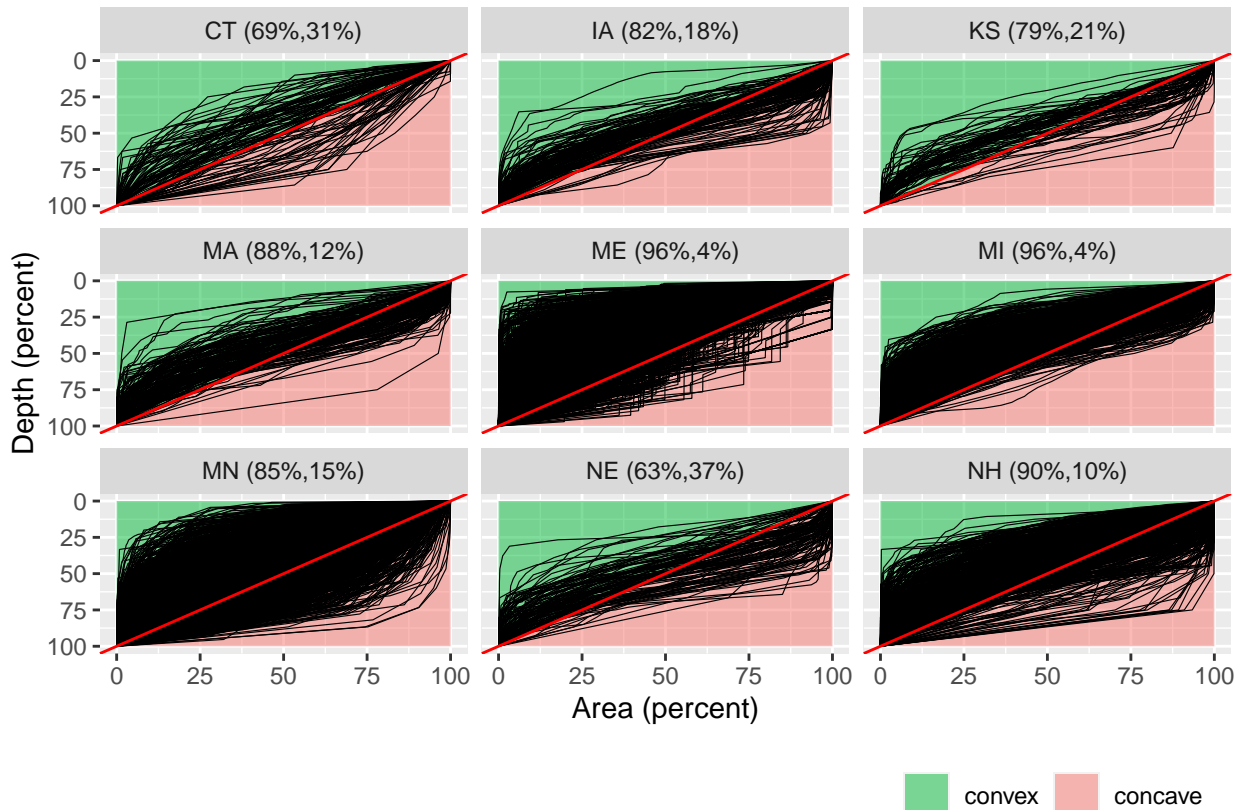 CT (69%,31%)
IA (82%,18%)
KS (79%,21%)
0
25
50
75
100
MA (88%,12%)
ME (96%,4%)
MI (96%,4%)
0
25
50
75
100
MN (85%,15%)
NE (63%,37%)
NH (90%,10%)
0
25
50
75
100
Depth (percent)
0 25 50 75 100
0 25 50 75 100
0 25 50 75 100
Area (percent)
convex concave